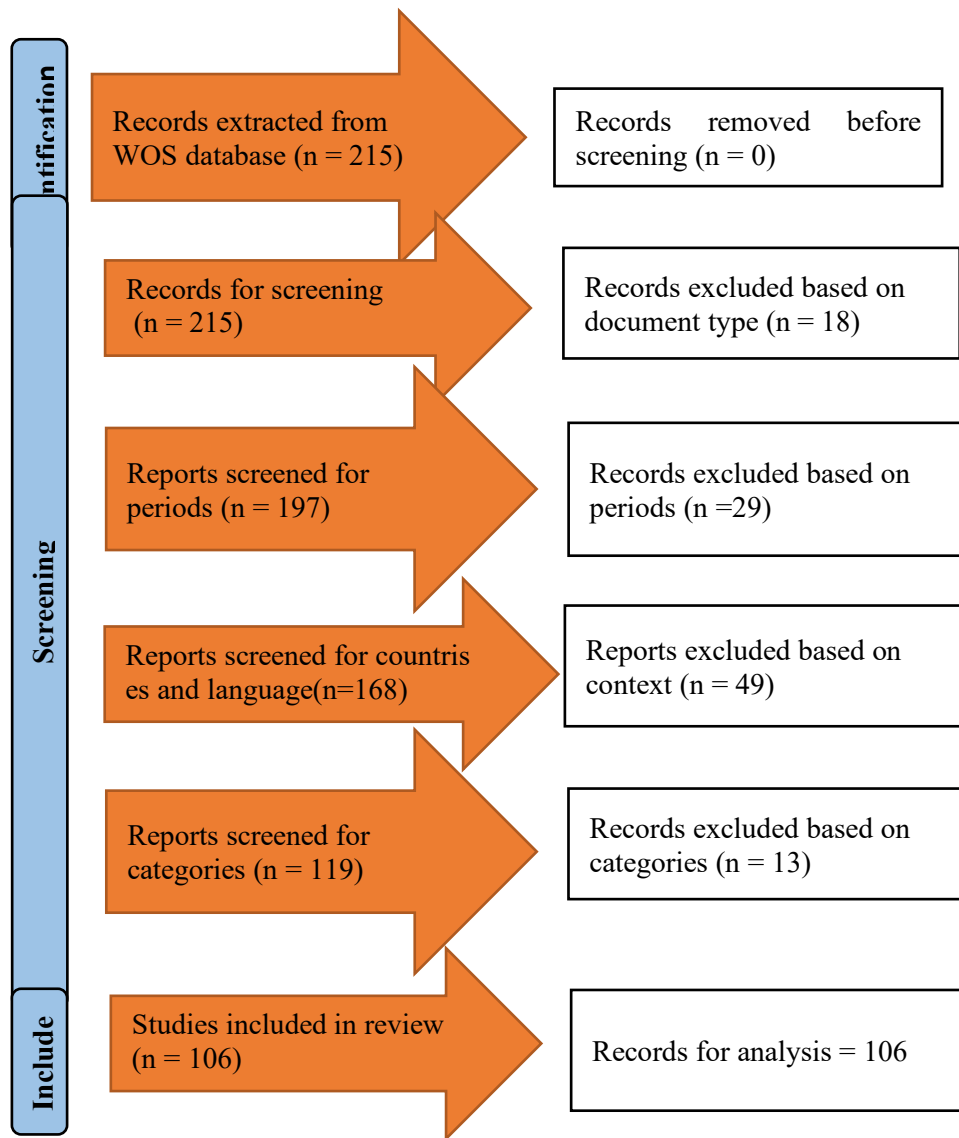 ntification
Records extracted from
WOS database (n = 215)
Records removed before
screening (n = 0)
Screening
Records for screening
(n = 215)
Records excluded based on
document type (n = 18)
Reports screened for
periods (n = 197)
Records excluded based on
periods (n =29)
Reports screened for countris
es and language(n=168)
Reports excluded based on
context (n = 49)
Reports screened for
categories (n = 119)
Records excluded based on
categories (n = 13)
Include
Studies included in review
(n = 106)
Records for analysis = 106